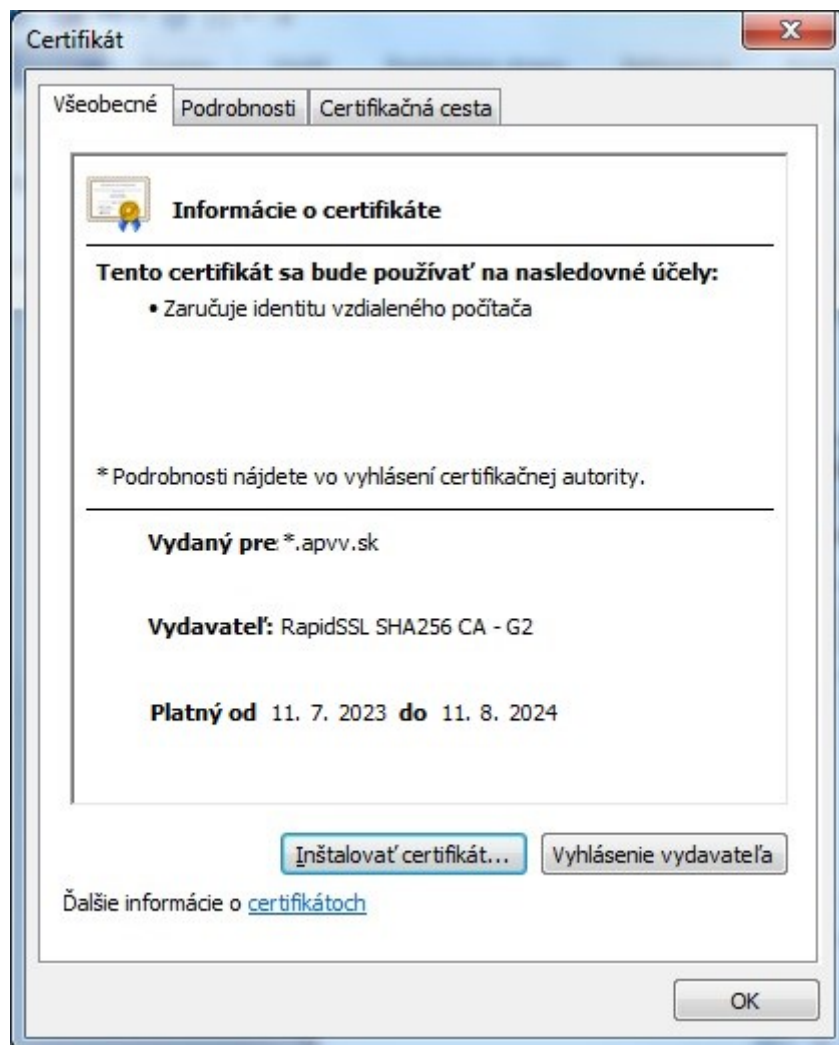 Certifikát
Všeobecné Podrobnosti Certifikačná cesta
Informácie o certifikáte
Tento certifikát sa bude používať na nasledovné účely:
• Zaručuje identitu vzdialeného počítača
* Podrobnosti nájdete vo vyhlásení certifikačnej autority.
Vydaný pre: *.apvv.sk
Vydavateľ: RapidSSL SHA256 CA - G2
Platný od 11. 7. 2023 do 11. 8. 2024
Inštalovať certifikát... Vyhlásenie vydavateľa
Ďalšie informácie o certifikátoch
OK